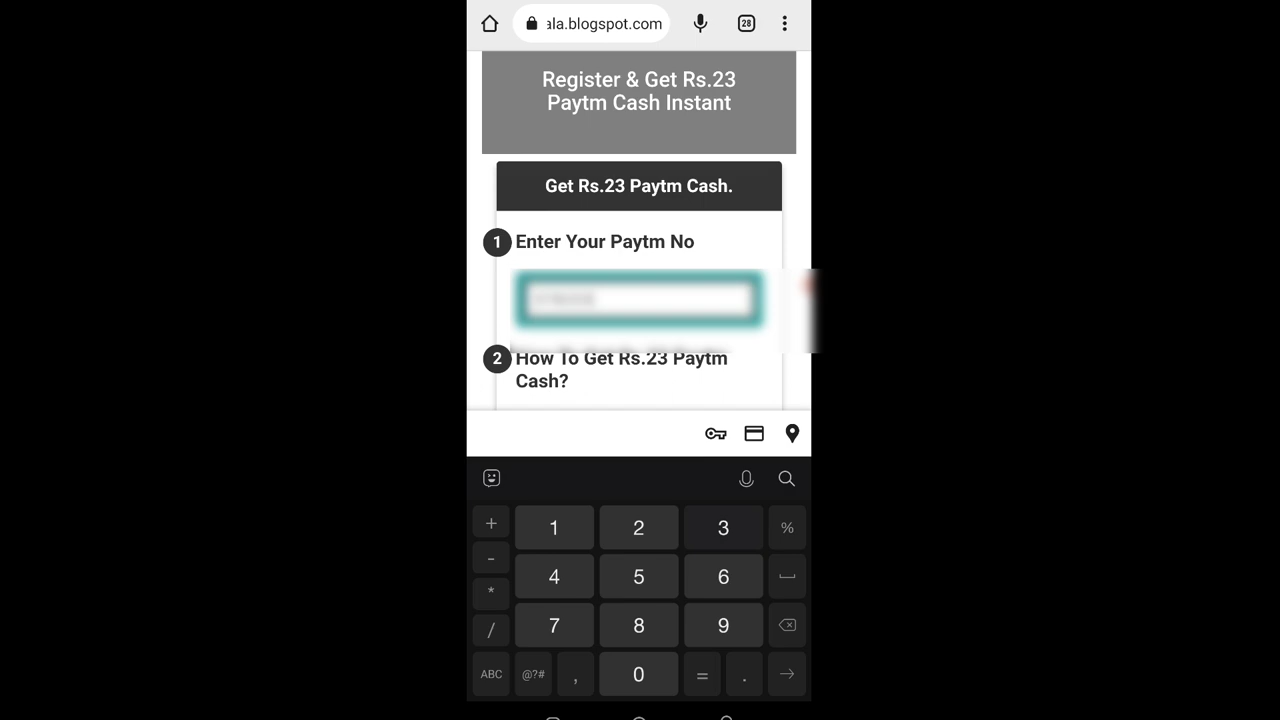 ala.blogspot.com
28
Register & Get Rs.23
Paytm Cash Instant
Get Rs.23 Paytm Cash.
1 Enter Your Paytm No
2 How To Get Rs.23 Paytm
Cash?
+ 1 2 3 %
- 4 5 6
* 7 8 9
/
ABC @?# , 0 = .